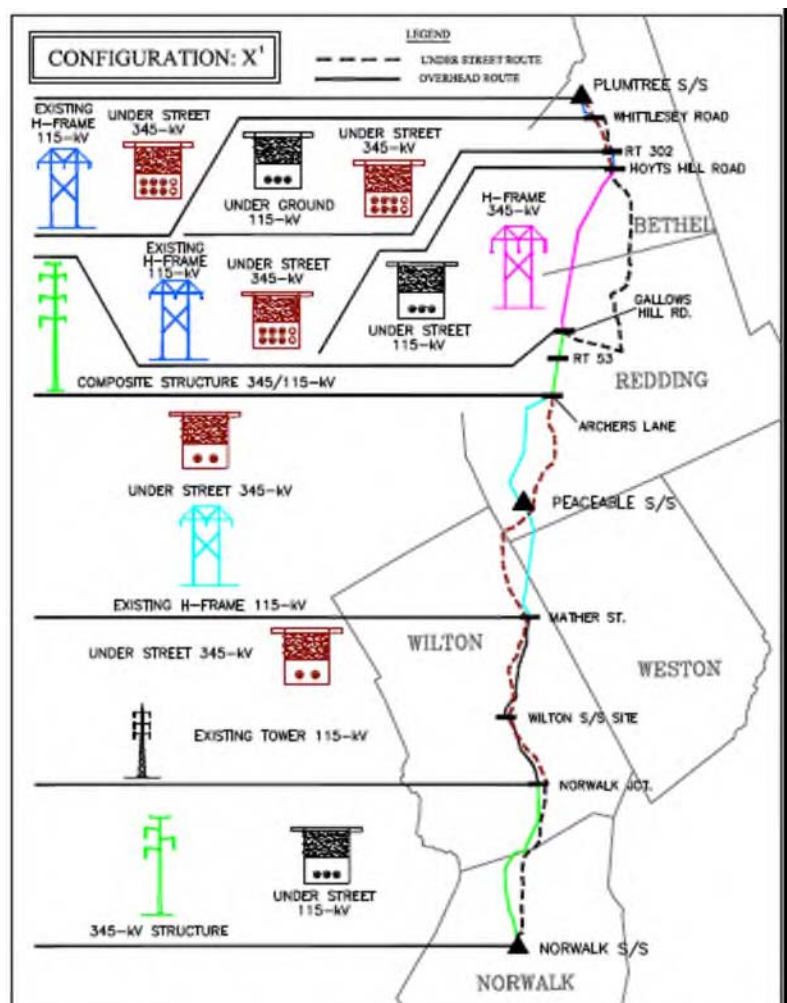 CONFIGURATION: X¹
LEGEND
UNDER STREET ROUTE
OVERHEAD ROUTE
PLUMTREE S/S
WHITTLESEY ROAD
RT 302
HOYTS HILL ROAD
EXISTING
H-FRAME
115-kV
UNDER STREET
345-kV
UNDER GROUND
115-kV
UNDER STREET
345-kV
H-FRAME
345-kV
BETHEL
EXISTING
H-FRAME
115-kV
UNDER STREET
345-kV
UNDER STREET
115-kV
GALLOWS
HILL RD.
RT 53
REDDING
COMPOSITE STRUCTURE 345/115-kV
ARCHERS LANE
UNDER STREET 345-kV
PEACEABLE S/S
EXISTING H-FRAME 115-kV
MATHER ST.
WILTON
WESTON
UNDER STREET 345-kV
WILTON S/S SITE
EXISTING TOWER 115-kV
NORWALK JCT.
UNDER STREET
115-kV
345-kV STRUCTURE
NORWALK S/S
NORWALK